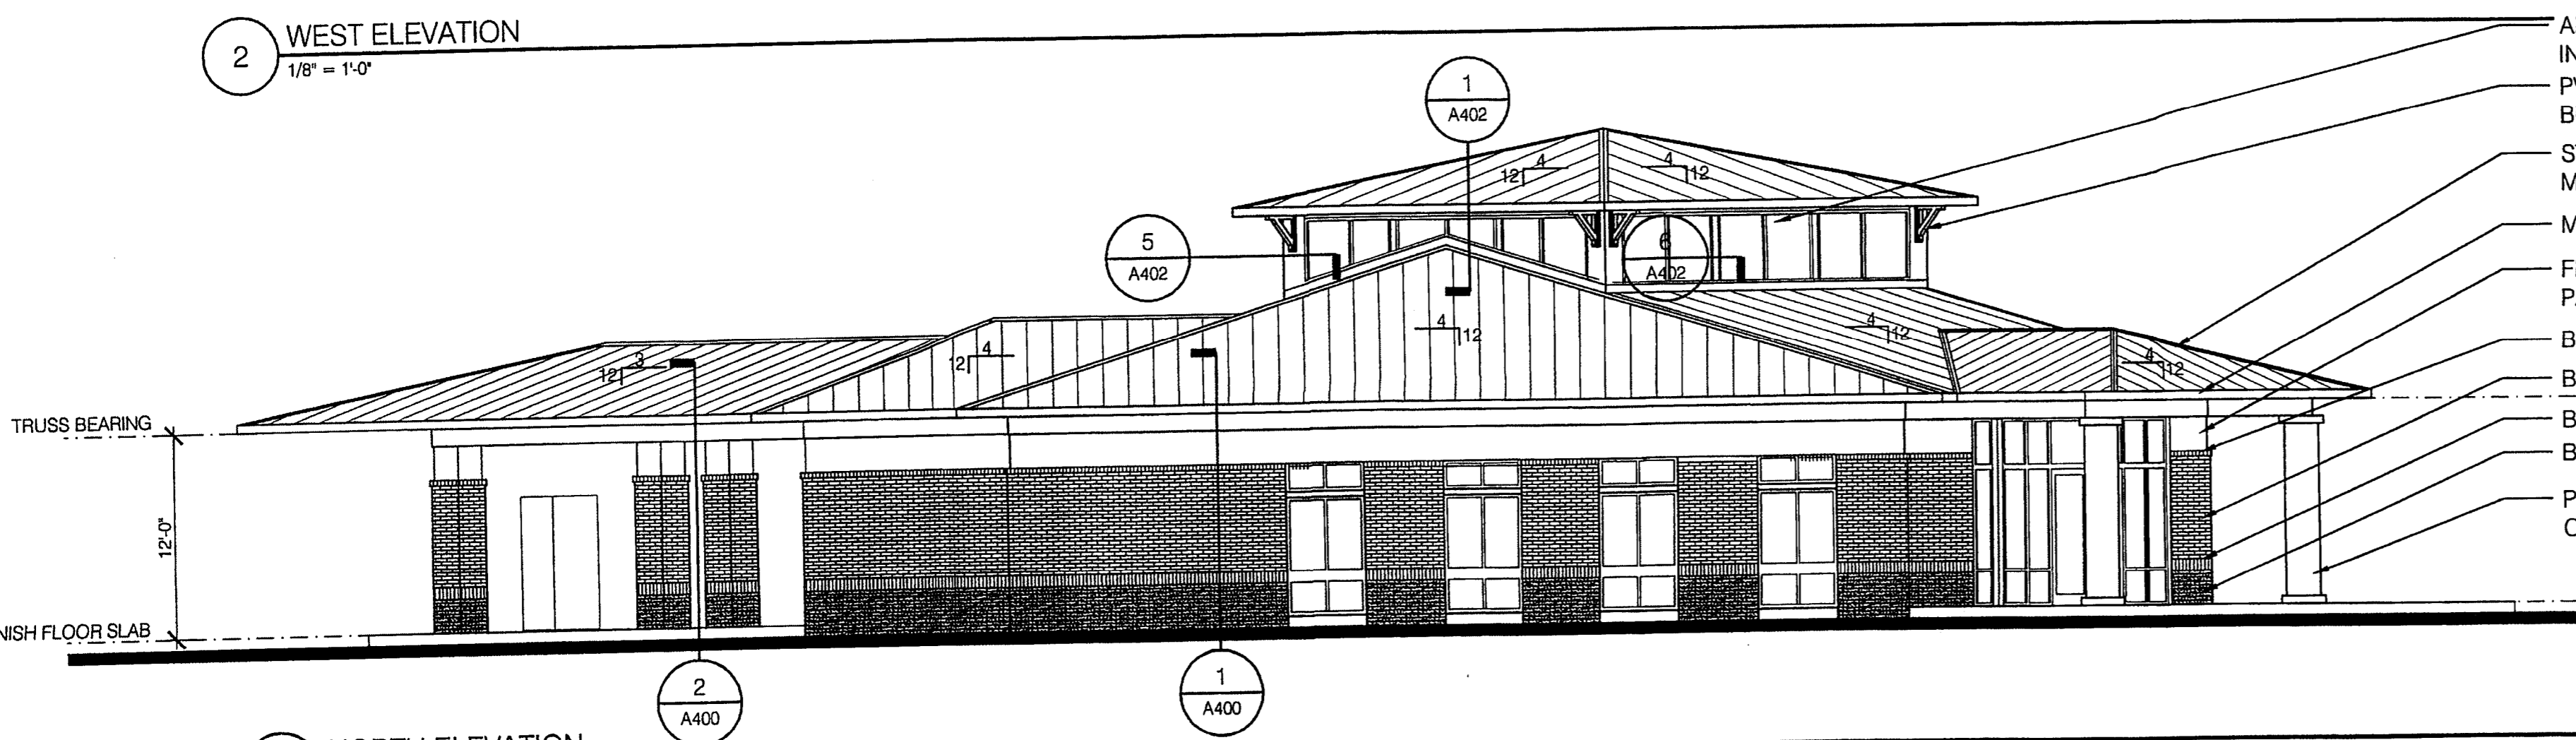 2
WEST ELEVATION
1/8" = 1'-0"
1
A402
5
A402
6
A402
4
12
4
12
4
12
4
12
4
12
4
12
3
12
TRUSS BEARING
12'-0"
NISH FLOOR SLAB
2
A400
1
A400
A
IN
P
B
S
M
M
F
P
B
B
B
B
P
C
NORTH ELEVATION